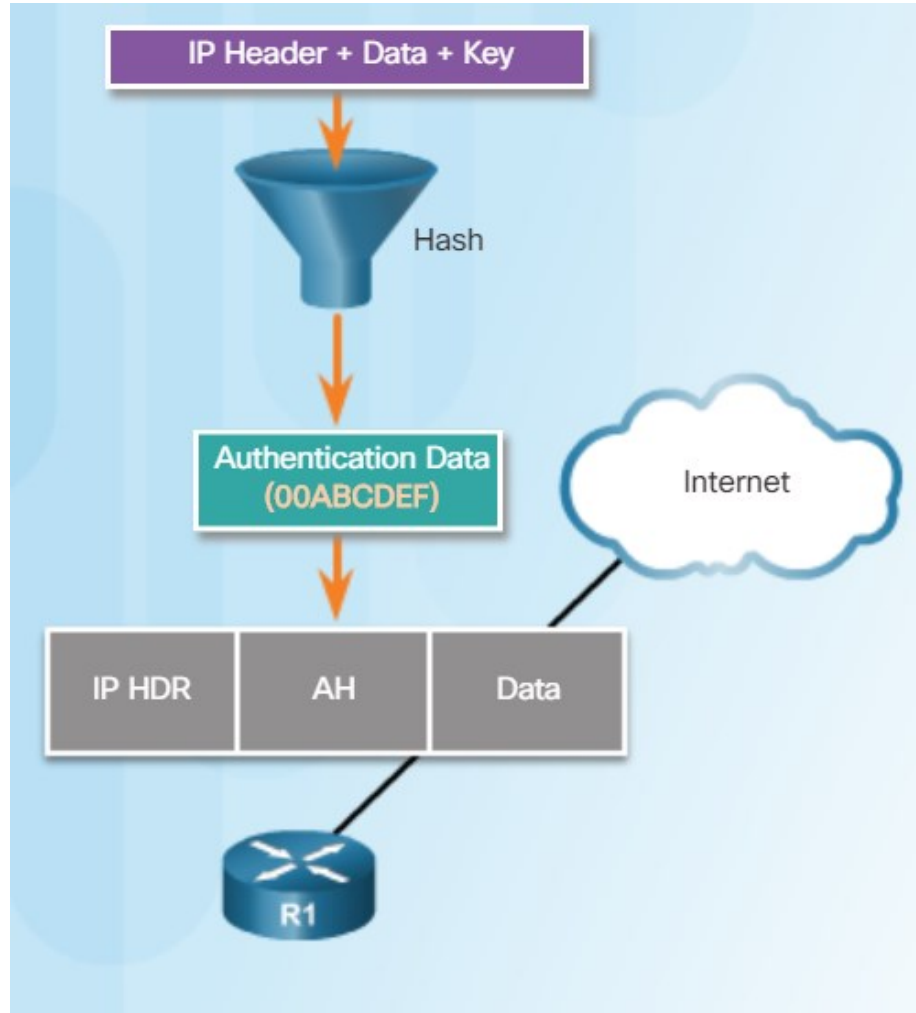 IP Header + Data + Key
Hash
Authentication Data
(00ABCDEF)
Internet
IP HDR
AH
Data
R1